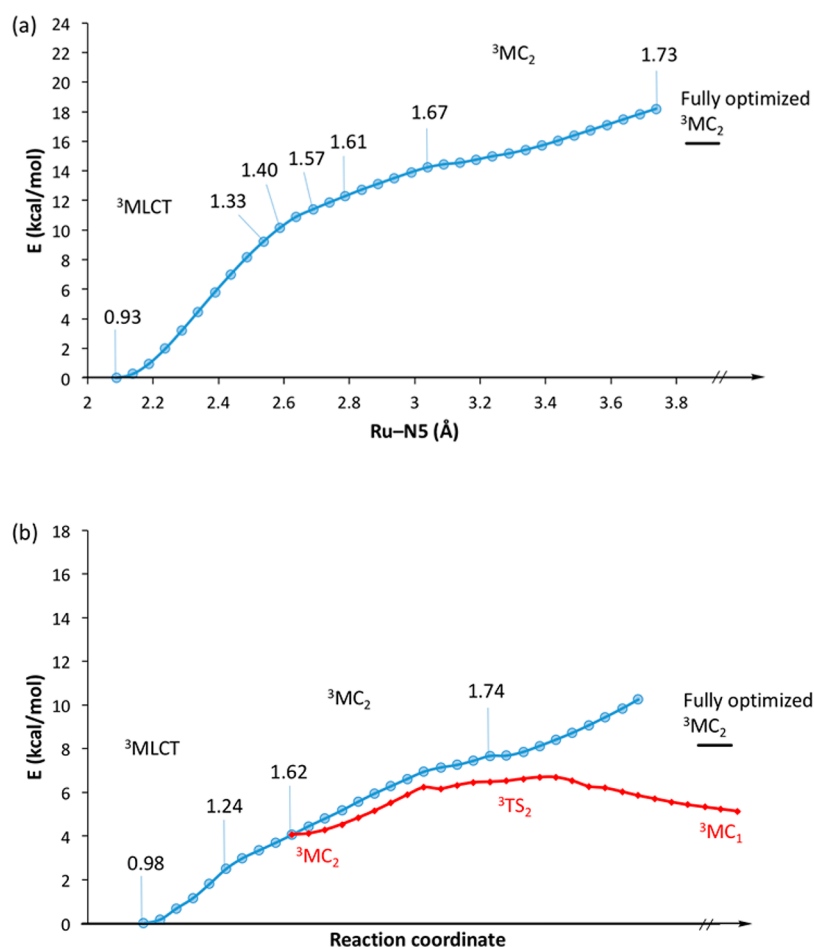 (a)
24
22
20
18
16
14
12
10
8
6
4
2
0
E (kcal/mol)
³MLCT
³MC₂
0.93
1.33
1.40
1.57
1.61
1.67
1.73
Fully optimized
³MC₂
2 2.2 2.4 2.6 2.8 3 3.2 3.4 3.6 3.8
Ru–N5 (Å)
(b)
18
16
14
12
10
8
6
4
2
0
E (kcal/mol)
³MLCT
³MC₂
0.98
1.24
1.62
1.74
Fully optimized
³MC₂
³MC₂
³TS₂
³MC₁
Reaction coordinate